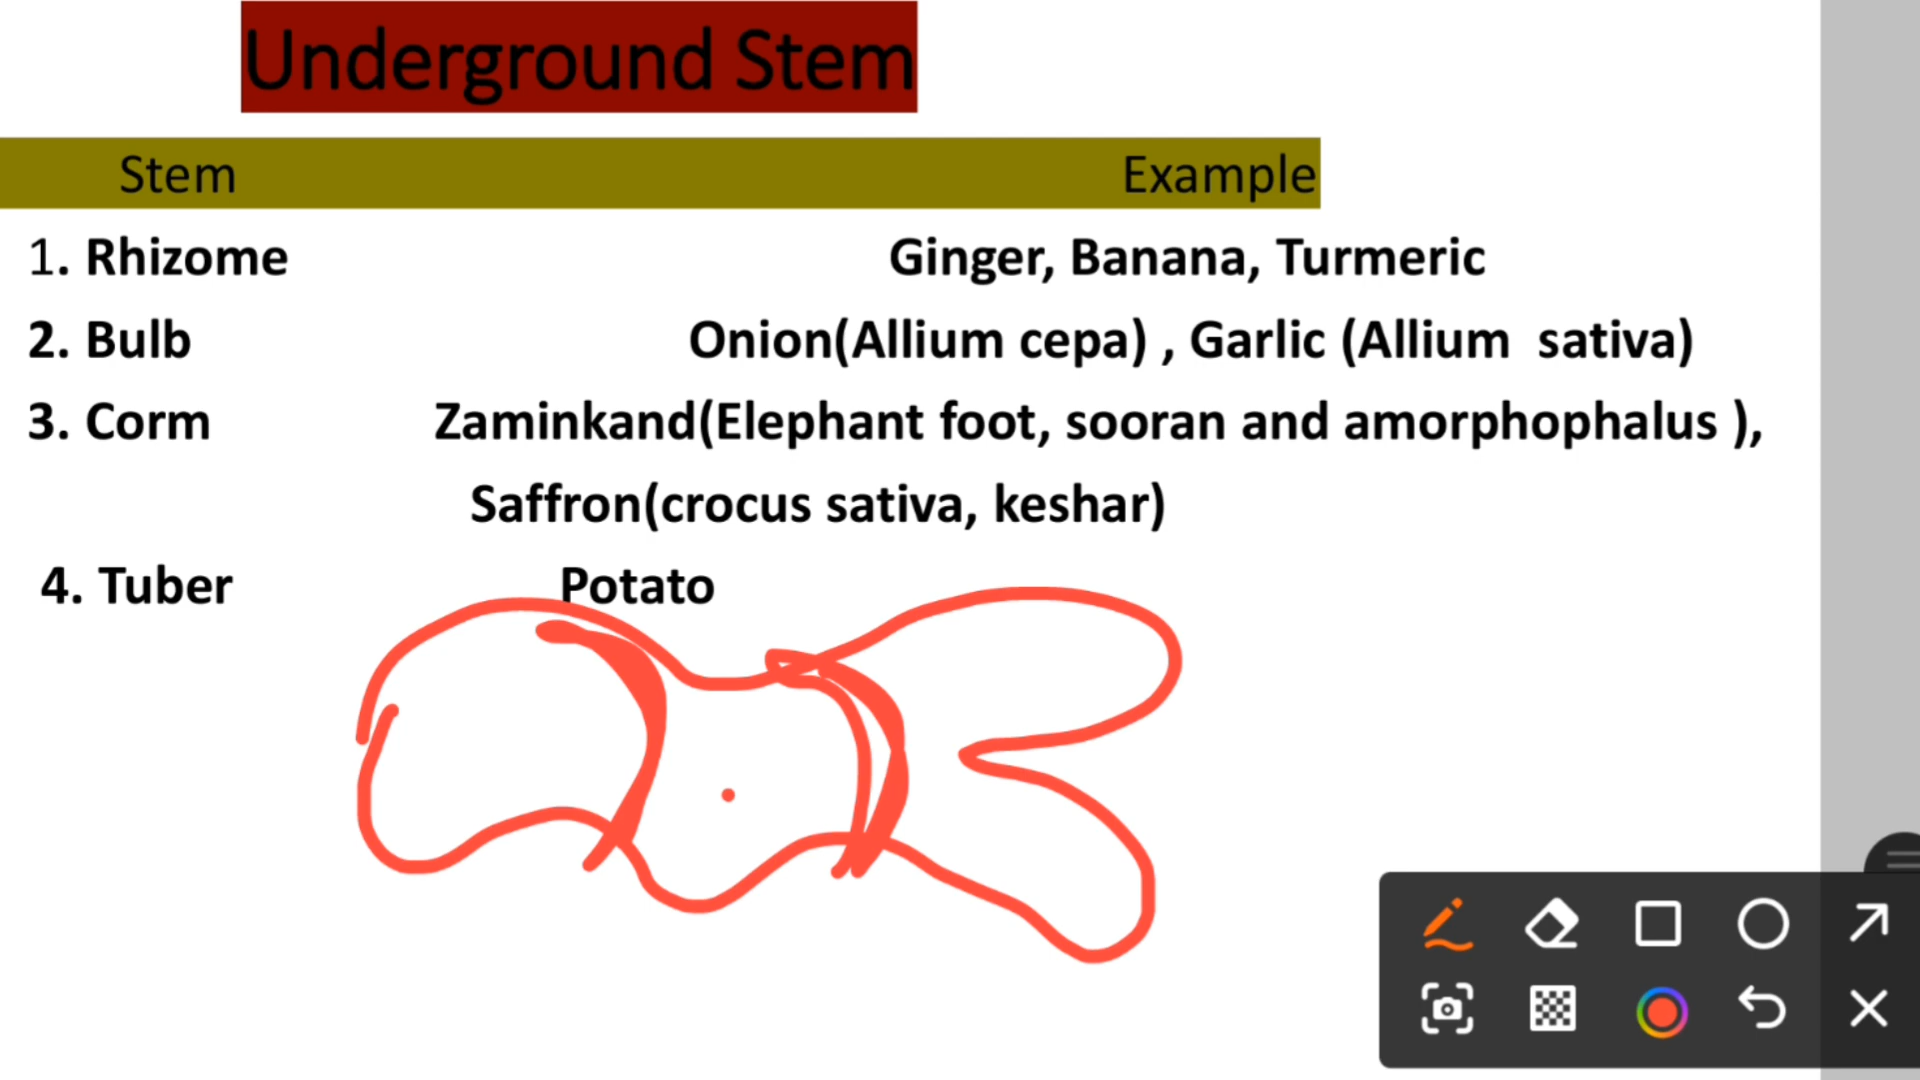 Underground Stem
Stem Example
1. Rhizome Ginger, Banana, Turmeric
2. Bulb Onion(Allium cepa) , Garlic (Allium sativa)
3. Corm Zaminkand(Elephant foot, sooran and amorphophalus ),
Saffron(crocus sativa, keshar)
4. Tuber Potato